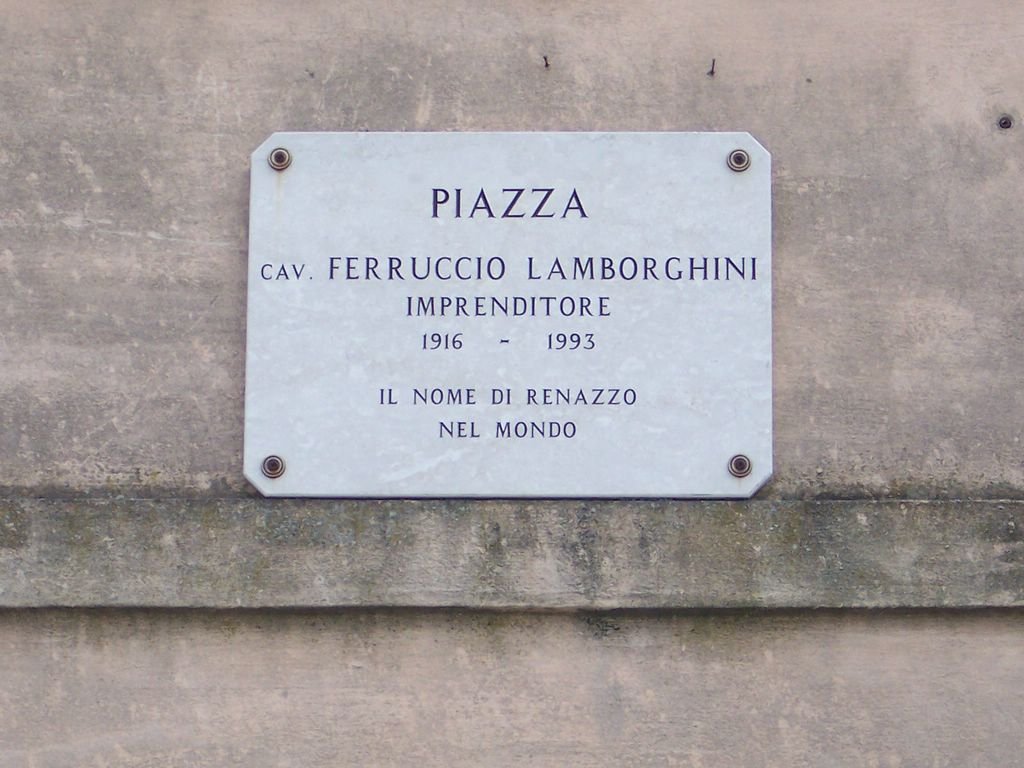 PIAZZA
CAV. FERRUCCIO LAMBORGHINI
IMPRENDITORE
1916 - 1993
IL NOME DI RENAZZO
NEL MONDO